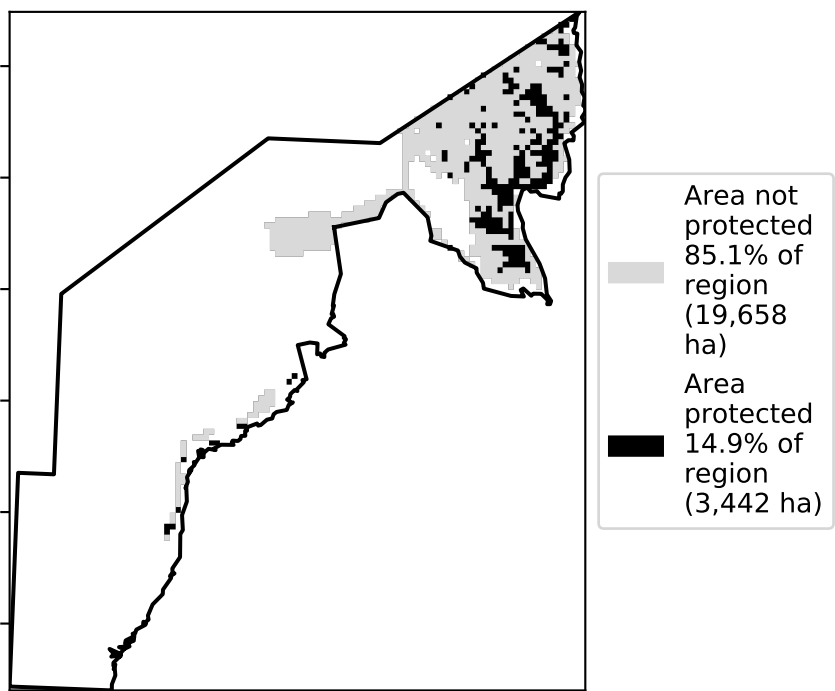 Area not
protected
85.1% of
region
(19,658
ha)
Area
protected
14.9% of
region
(3,442 ha)